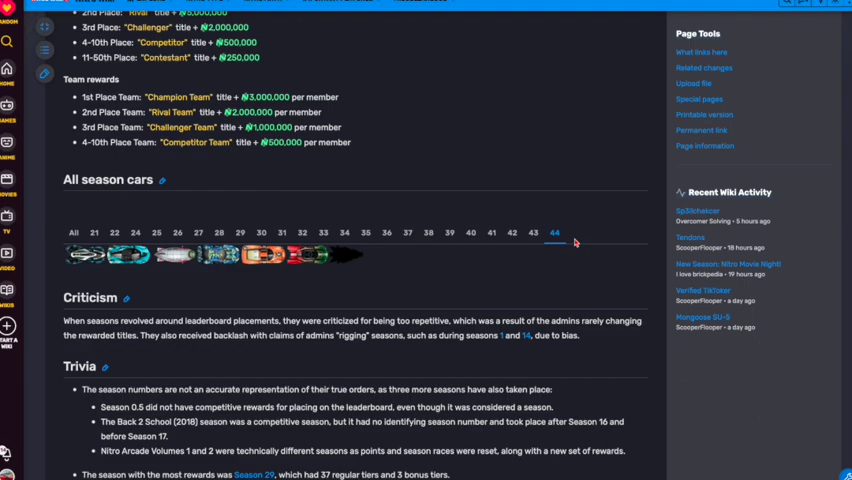 2nd Place: "Rival" title + ₦5,000,000
3rd Place: "Challenger" title + ₦2,000,000
4-10th Place: "Competitor" title + ₦500,000
11-50th Place: "Contestant" title + ₦250,000
Team rewards
1st Place Team: "Champion Team" title + ₦3,000,000 per member
2nd Place Team: "Rival Team" title + ₦2,000,000 per member
3rd Place Team: "Challenger Team" title + ₦1,000,000 per member
4-10th Place Team: "Competitor Team" title + ₦500,000 per member
All season cars
All 21 22 24 25 26 27 28 29 30 31 32 33 34 35 36 37 38 39 40 41 42 43 44
Criticism
When seasons revolved around leaderboard placements, they were criticized for being too repetitive, which was a result of the admins rarely changing
the rewarded titles. They also received backlash with claims of admins "rigging" seasons, such as during seasons 1 and 14, due to bias.
Trivia
The season numbers are not an accurate representation of their true orders, as three more seasons have also taken place:
Season 0.5 did not have competitive rewards for placing on the leaderboard, even though it was considered a season.
The Back 2 School (2018) season was a competitive season, but it had no identifying season number and took place after Season 16 and
before Season 17.
Nitro Arcade Volumes 1 and 2 were technically different seasons as points and season races were reset, along with a new set of rewards.
The season with the most rewards was Season 29, which had 37 regular tiers and 3 bonus tiers.
Page Tools
What links here
Related changes
Upload file
Special pages
Printable version
Permanent link
Page information
Recent Wiki Activity
Overcomer Solving • 5 hours ago
Tendons
ScooperFlooper • 18 hours ago
New Season: Nitro Movie Night!
I love brickpedia • 19 hours ago
Verified TikToker
ScooperFlooper • a day ago
Mongoose SU-5
ScooperFlooper • a day ago
HOME
MOVIES
TV
VIDEO
WIKIS
START A
WIKI